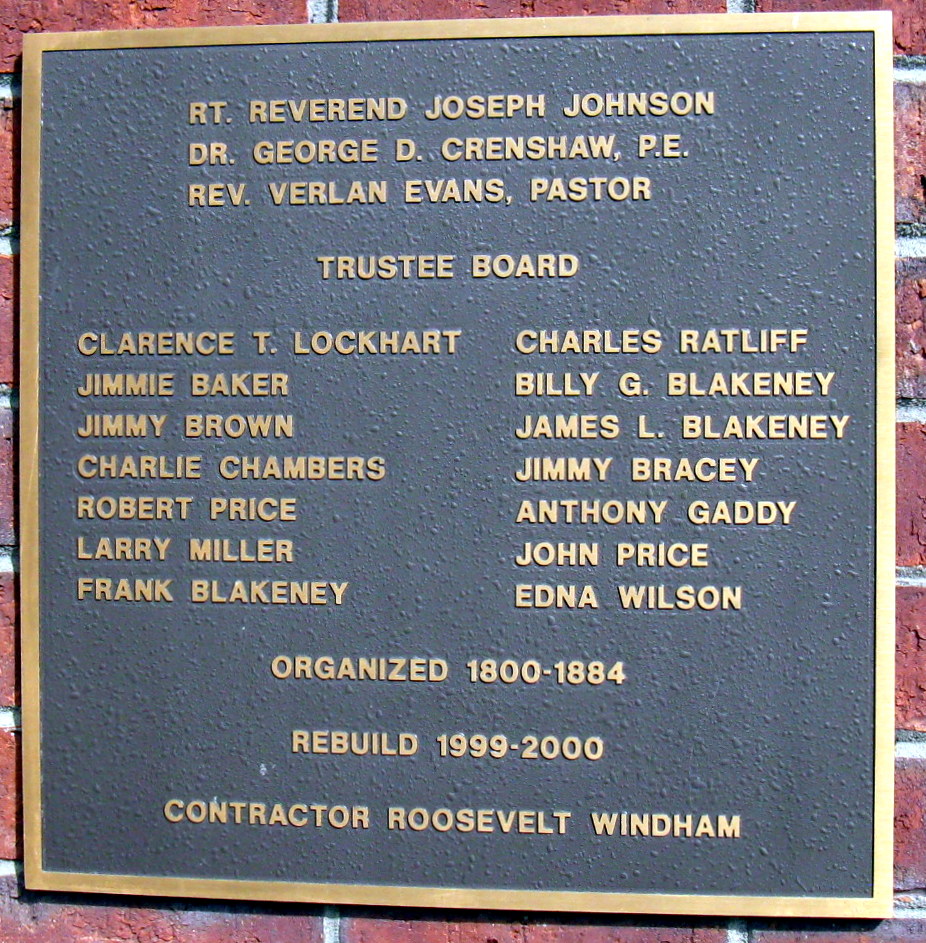 RT. REVEREND JOSEPH JOHNSON
DR. GEORGE D. CRENSHAW, P.E.
REV. VERLAN EVANS, PASTOR
TRUSTEE BOARD
CLARENCE T. LOCKHART
JIMMIE BAKER
JIMMY BROWN
CHARLIE CHAMBERS
ROBERT PRICE
LARRY MILLER
FRANK BLAKENEY
CHARLES RATLIFF
BILLY G. BLAKENEY
JAMES L. BLAKENEY
JIMMY BRACEY
ANTHONY GADDY
JOHN PRICE
EDNA WILSON
ORGANIZED 1800-1884
REBUILD 1999-2000
CONTRACTOR ROOSEVELT WINDHAM